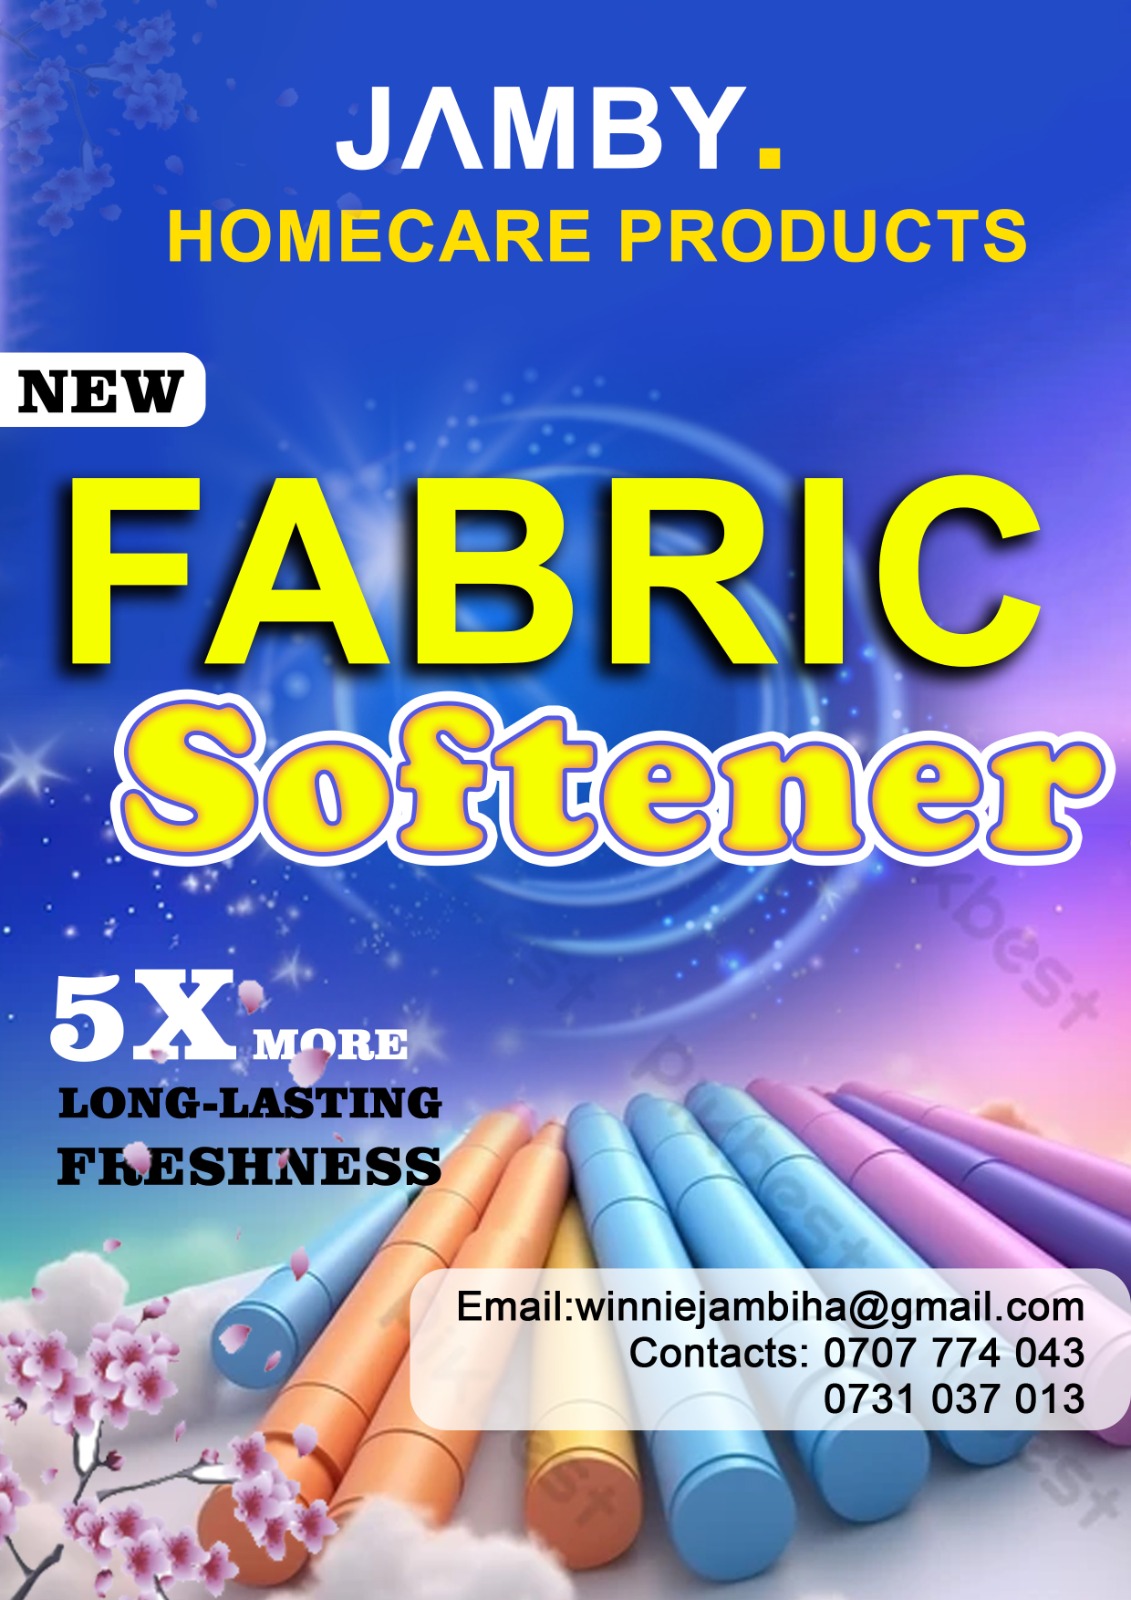 JAMBY.
HOMECARE PRODUCTS
NEW
FABRIC
Softener
5X MORE
LONG-LASTING
FRESHNESS
Email:winniejambiha@gmail.com
Contacts: 0707 774 043
0731 037 013